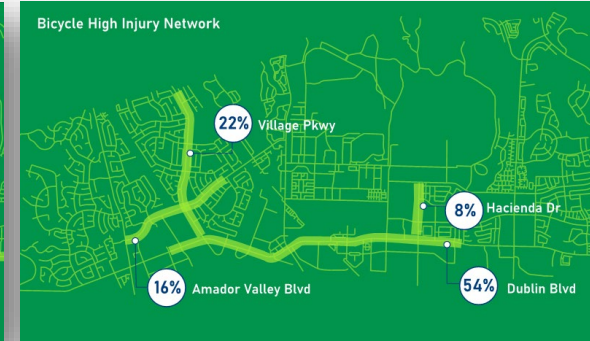 Bicycle High Injury Network
22% Village Pkwy
8% Hacienda Dr
16% Amador Valley Blvd
54% Dublin Blvd